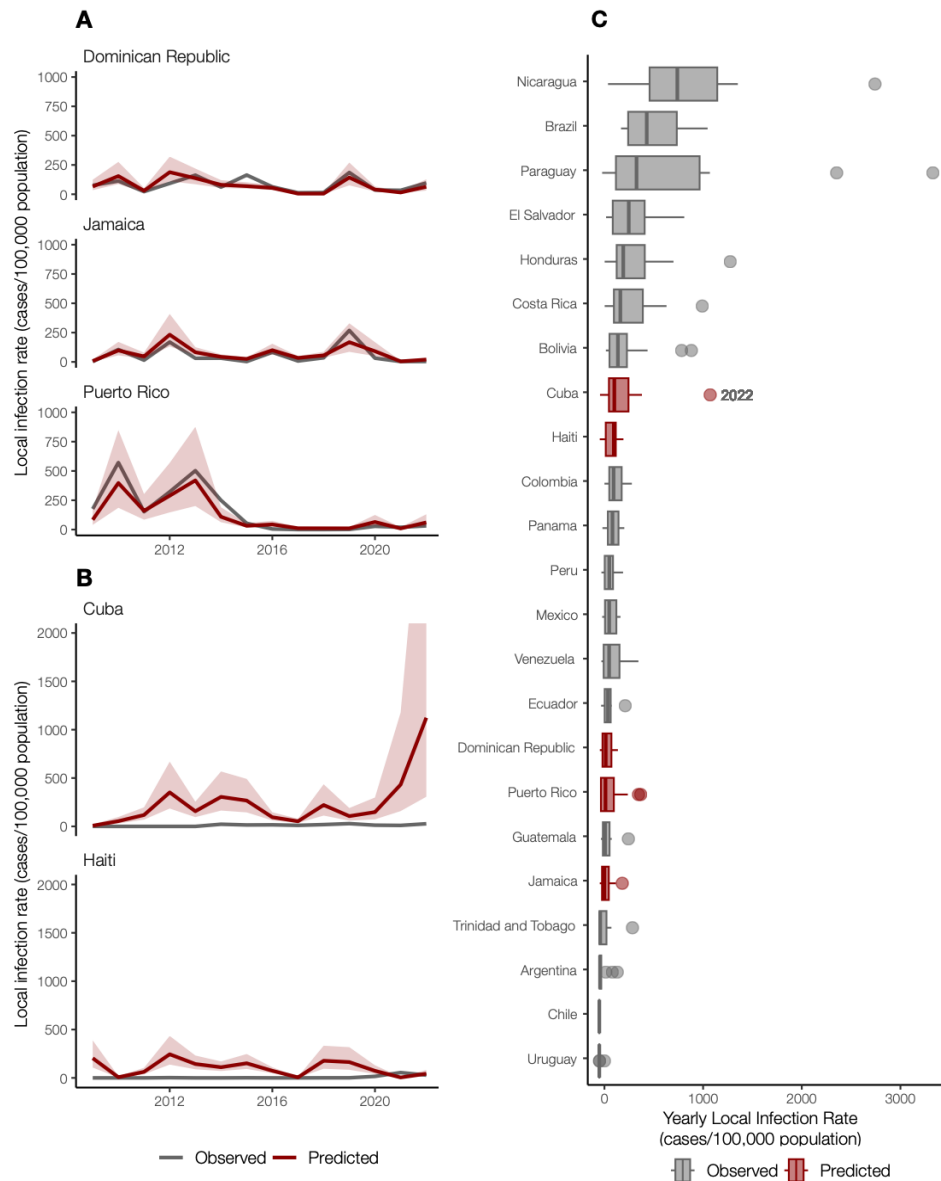 A
Dominican Republic
1000
750
500
250
0
Jamaica
1000
750
500
250
0
Puerto Rico
1000
750
500
250
0
2012
2016
2020
Local infection rate (cases/100,000 population)
B
Cuba
2000
1500
1000
500
0
Haiti
2000
1500
1000
500
0
2012
2016
2020
Local infection rate (cases/100,000 population)
Observed
Predicted
C
Nicaragua
Brazil
Paraguay
El Salvador
Honduras
Costa Rica
Bolivia
Cuba
2022
Haiti
Colombia
Panama
Peru
Mexico
Venezuela
Ecuador
Dominican Republic
Puerto Rico
Guatemala
Jamaica
Trinidad and Tobago
Argentina
Chile
Uruguay
0
1000
2000
3000
Yearly Local Infection Rate
(cases/100,000 population)
Observed
Predicted